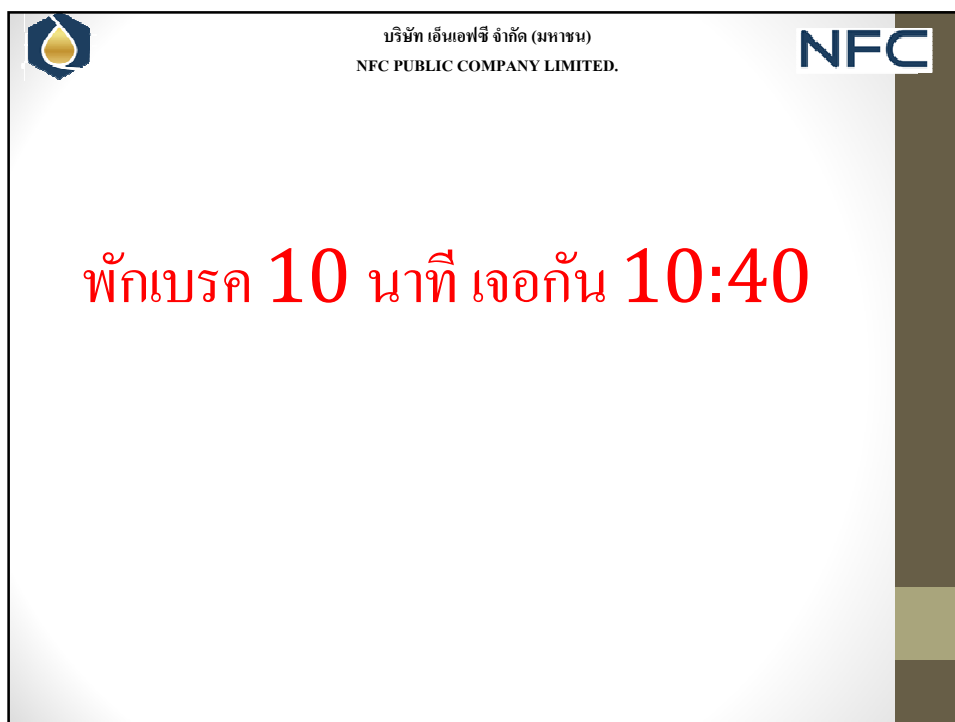 บริษัท เอ็นเอฟซี จำกัด (มหาชน)
NFC PUBLIC COMPANY LIMITED.
NFC
พักเบรค 10 นาที เจอกัน 10:40